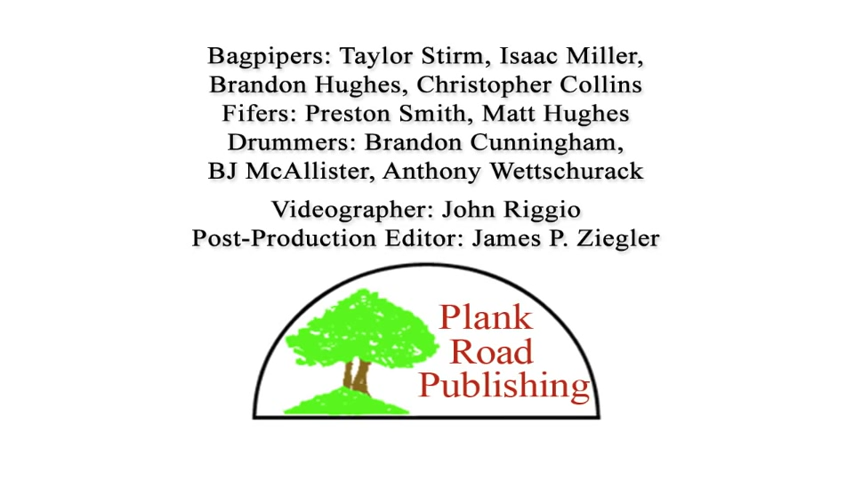 Bagpipers: Taylor Stirm, Isaac Miller,
Brandon Hughes, Christopher Collins
Fifers: Preston Smith, Matt Hughes
Drummers: Brandon Cunningham,
BJ McAllister, Anthony Wettschurack
Videographer: John Riggio
Post-Production Editor: James P. Ziegler
Plank
Road
Publishing